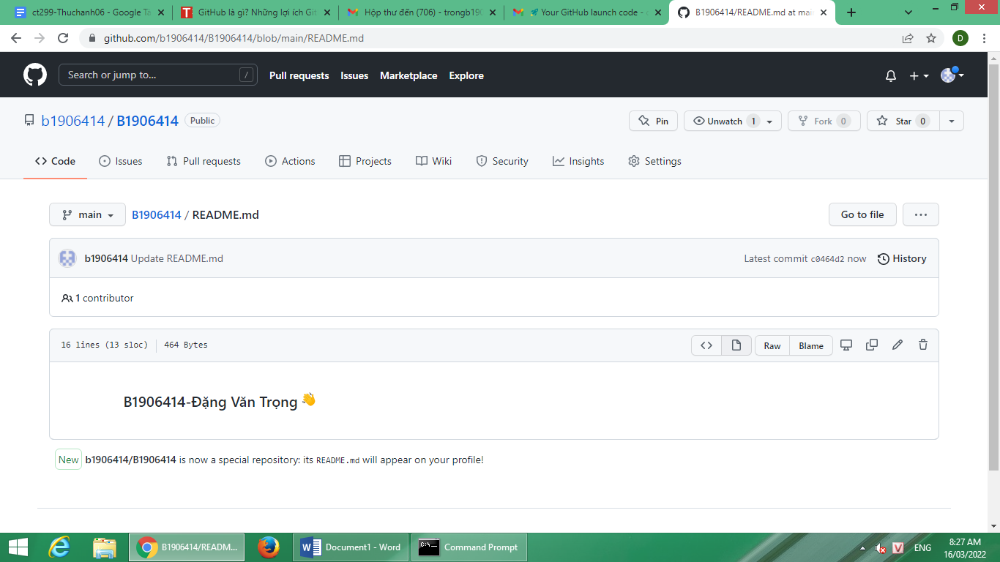 ct299-Thuchanh06 - Google Tà
GitHub là gì? Những lợi ích Git
Hộp thư đến (706) - trongb190
🚀 Your GitHub launch code -
B1906414/README.md at mai
github.com/b1906414/B1906414/blob/main/README.md
D
Search or jump to... /
Pull requests Issues Marketplace Explore
b1906414 / B1906414 Public
Pin Unwatch 1 Fork 0 Star 0
Code Issues Pull requests Actions Projects Wiki Security Insights Settings
main B1906414 / README.md Go to file ...
b1906414 Update README.md Latest commit c0464d2 now History
1 contributor
16 lines (13 sloc) 464 Bytes <> Raw Blame
B1906414-Đặng Văn Trọng 👋
New b1906414/B1906414 is now a special repository: its README.md will appear on your profile!
B1906414/READM... Document1 - Word Command Prompt ENG 8:27 AM
16/03/2022